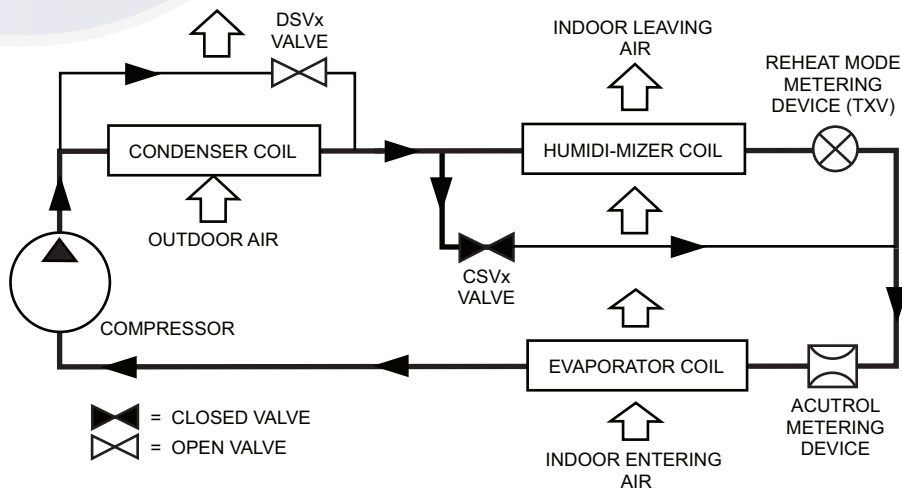 DSVx
VALVE
INDOOR LEAVING
AIR
REHEAT MODE
METERING
DEVICE (TXV)
CONDENSER COIL
HUMIDI-MIZER COIL
OUTDOOR AIR
CSVx
VALVE
COMPRESSOR
EVAPORATOR COIL
= CLOSED VALVE
= OPEN VALVE
ACUTROL
METERING
DEVICE
INDOOR ENTERING
AIR